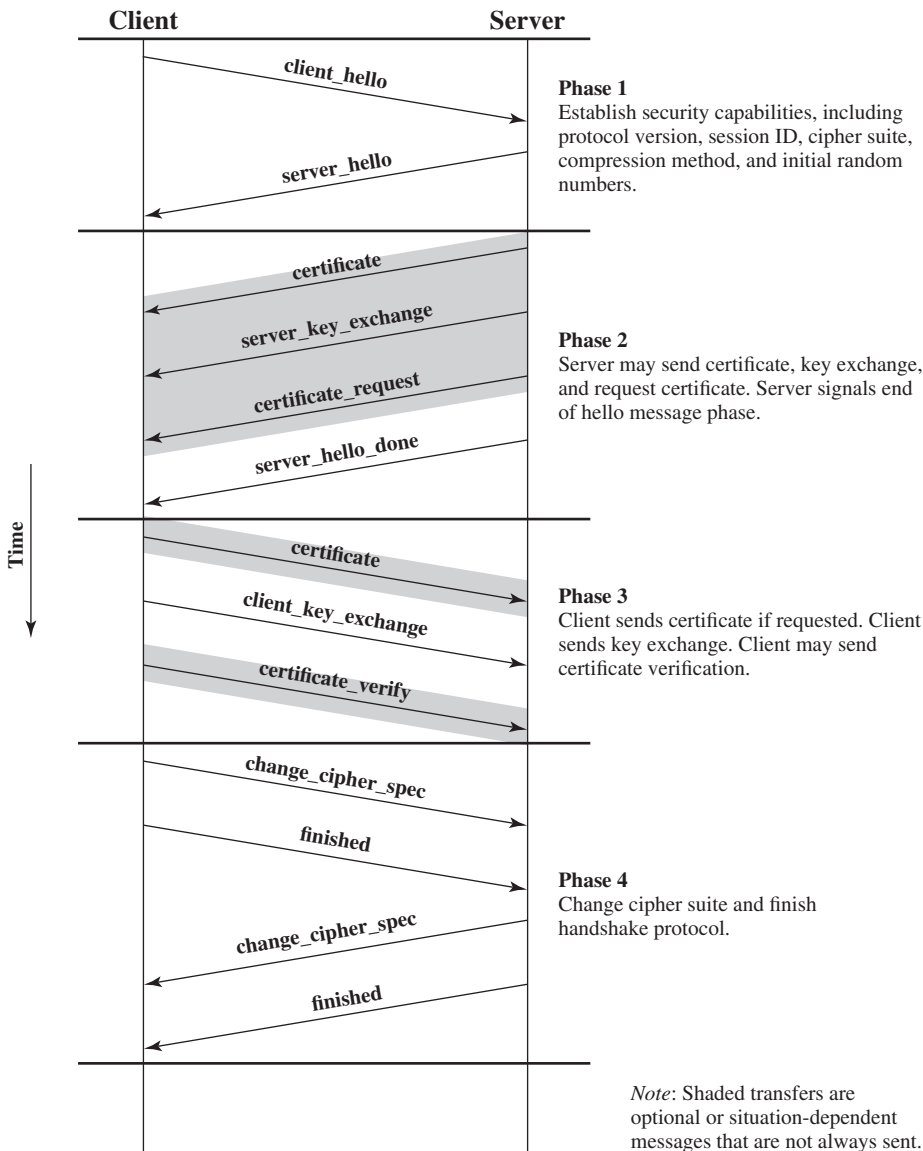 Client
Server
client_hello
server_hello
Phase 1
Establish security capabilities, including
protocol version, session ID, cipher suite,
compression method, and initial random
numbers.
certificate
server_key_exchange
certificate_request
server_hello_done
Phase 2
Server may send certificate, key exchange,
and request certificate. Server signals end
of hello message phase.
Time
certificate
client_key_exchange
certificate_verify
Phase 3
Client sends certificate if requested. Client
sends key exchange. Client may send
certificate verification.
change_cipher_spec
finished
change_cipher_spec
finished
Phase 4
Change cipher suite and finish
handshake protocol.
Note: Shaded transfers are
optional or situation-dependent
messages that are not always sent.